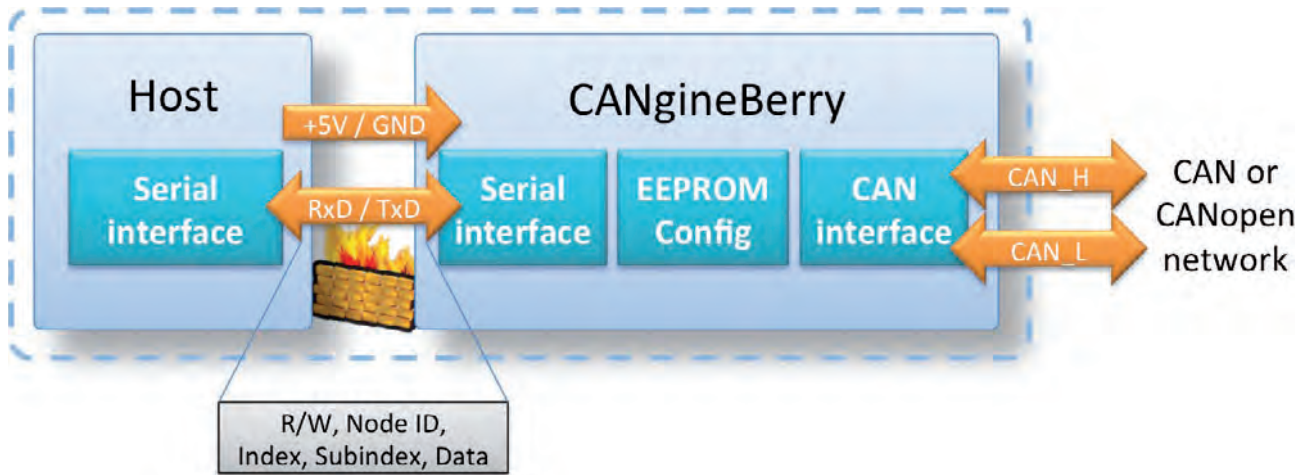 Host
CANgineBerry
+5V / GND
Serial
interface
RxD / TxD
Serial
interface
EEPROM
Config
CAN
interface
CAN_H
CAN_L
CAN or
CANopen
network
R/W, Node ID,
Index, Subindex, Data